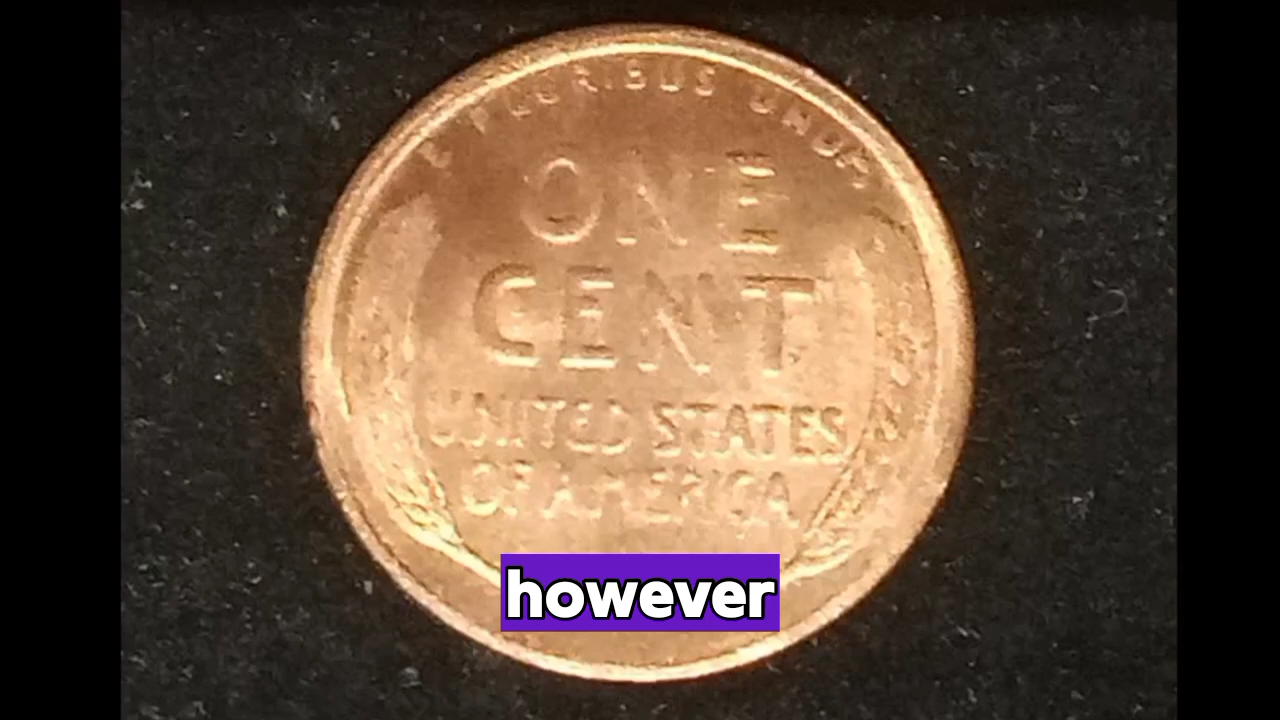 E PLURIBUS UNUM
ONE
CENT
UNITED STATES
OF AMERICA
however